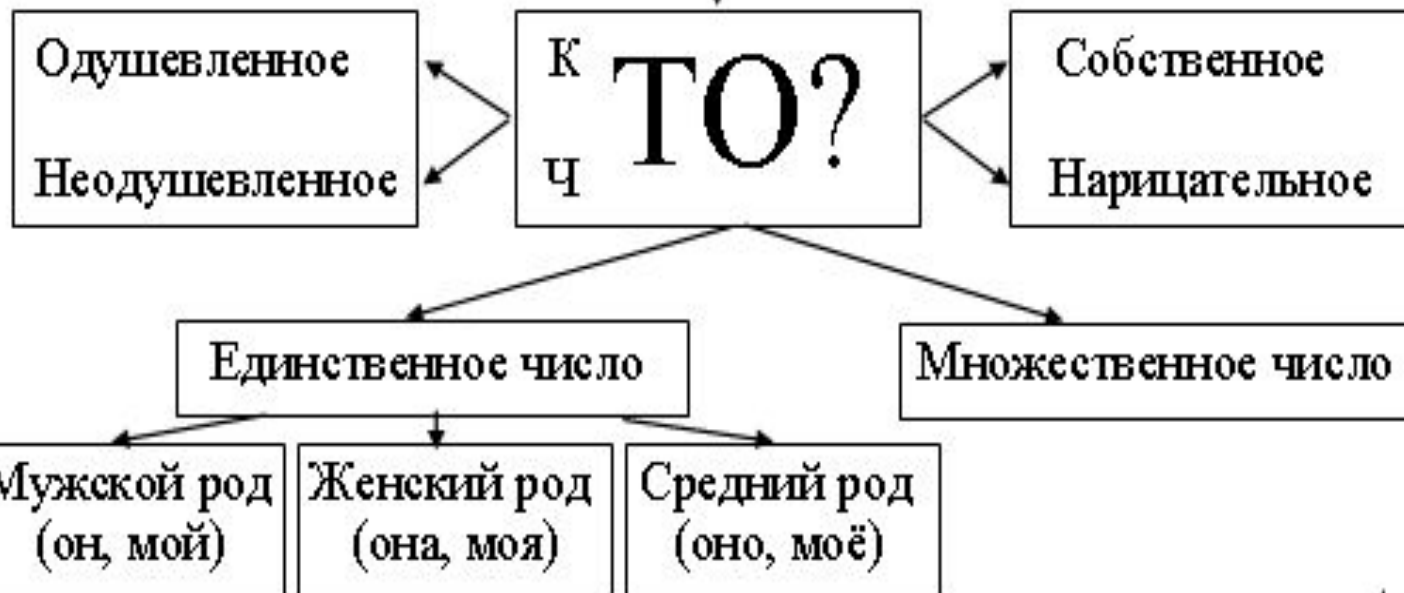 Одушевленное
Неодушевленное
К
Ч
ТО?
Собственное
Нарицательное
Единственное число
Множественное число
Мужской род
(он, мой)
Женский род
(она, моя)
Средний род
(оно, моё)